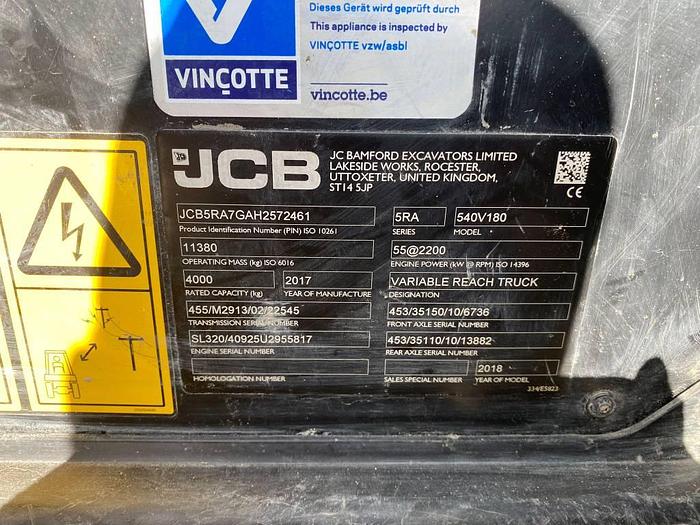 Dieses Gerät wird geprüft durch
This appliance is inspected by
VINÇOTTE vzw/asbl
VINÇOTTE
vincotte.be
JCB
JC BAMFORD EXCAVATORS LIMITED
LAKESIDE WORKS, ROCESTER,
UTTOXETER, UNITED KINGDOM,
ST14 5JP
CE
JCB5RA7GAH2572461
Product Identification Number (PIN) ISO 10261
5RA
SERIES
540V180
MODEL
11380
OPERATING MASS (kg) ISO 6016
55@2200
ENGINE POWER (kW @ RPM) ISO 14396
4000
RATED CAPACITY (kg)
2017
YEAR OF MANUFACTURE
VARIABLE REACH TRUCK
DESIGNATION
455/M2913/02/22545
TRANSMISSION SERIAL NUMBER
453/35150/10/6736
FRONT AXLE SERIAL NUMBER
SL320/40925U2955817
ENGINE SERIAL NUMBER
453/35110/10/13882
REAR AXLE SERIAL NUMBER
HOMOLOGATION NUMBER
SALES SPECIAL NUMBER
2018
YEAR OF MODEL
334/E5823